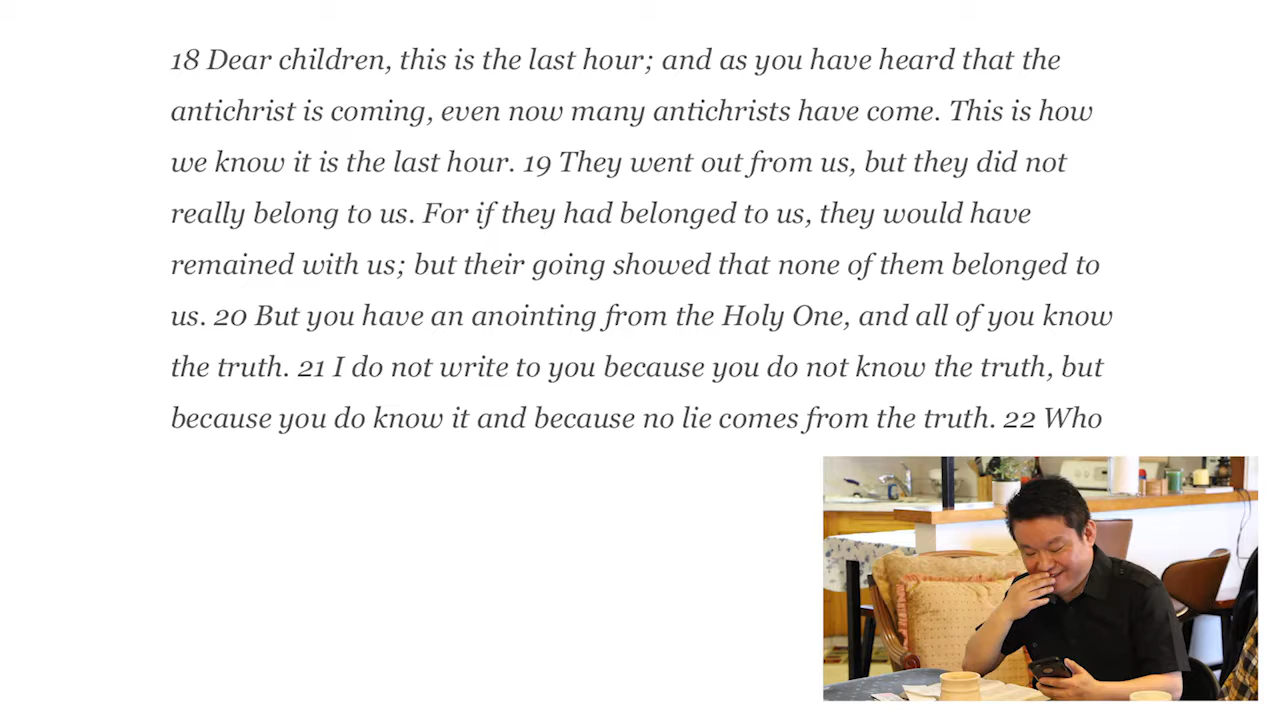 18 Dear children, this is the last hour; and as you have heard that the
antichrist is coming, even now many antichrists have come. This is how
we know it is the last hour. 19 They went out from us, but they did not
really belong to us. For if they had belonged to us, they would have
remained with us; but their going showed that none of them belonged to
us. 20 But you have an anointing from the Holy One, and all of you know
the truth. 21 I do not write to you because you do not know the truth, but
because you do know it and because no lie comes from the truth. 22 Who